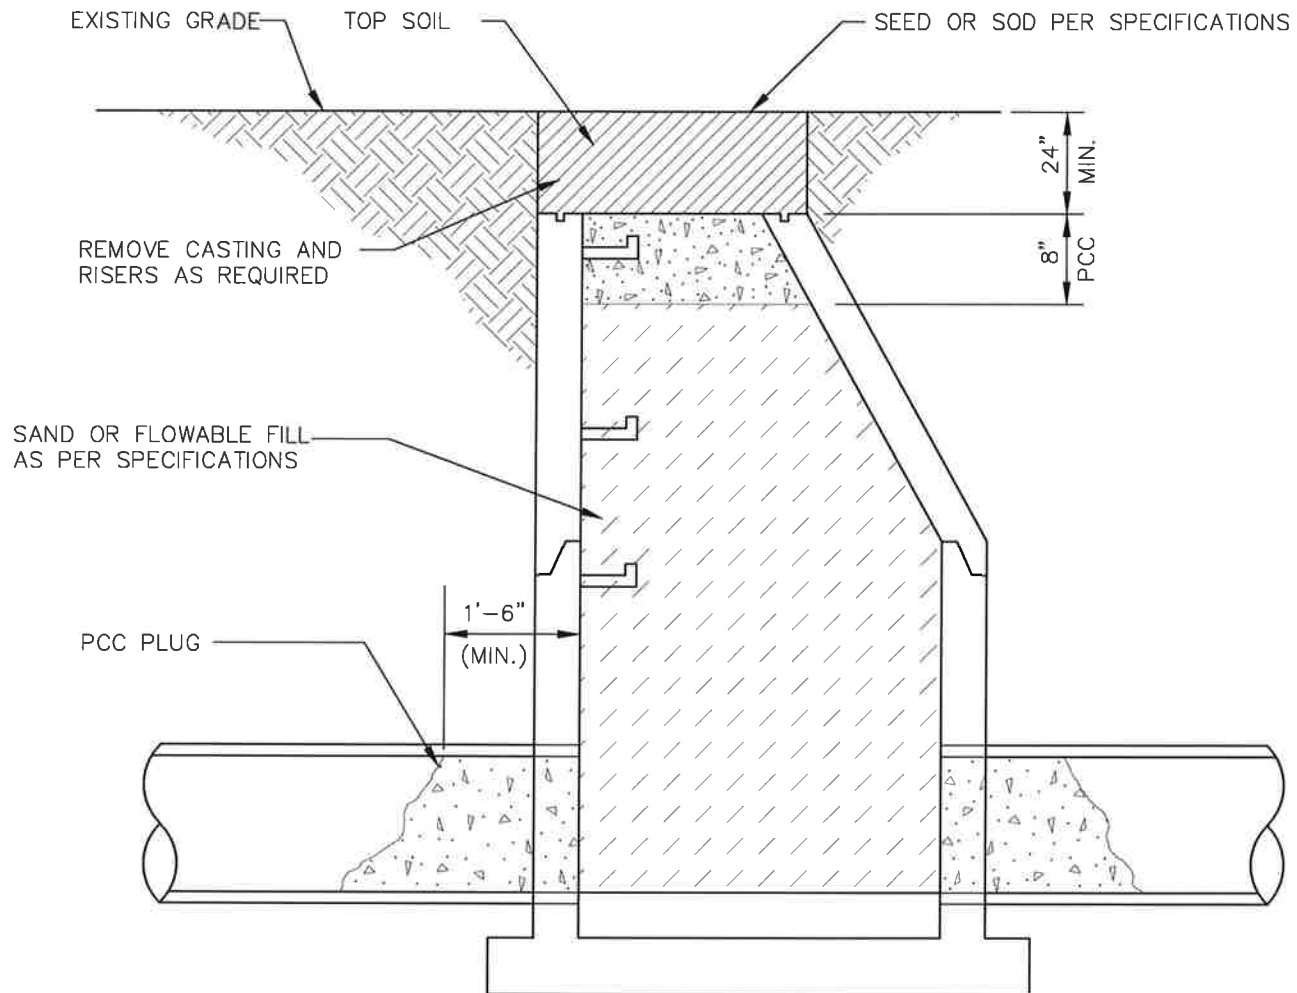 EXISTING GRADE
TOP SOIL
SEED OR SOD PER SPECIFICATIONS
24"
MIN.
8"
PCC
REMOVE CASTING AND
RISERS AS REQUIRED
SAND OR FLOWABLE FILL
AS PER SPECIFICATIONS
1'-6"
(MIN.)
PCC PLUG